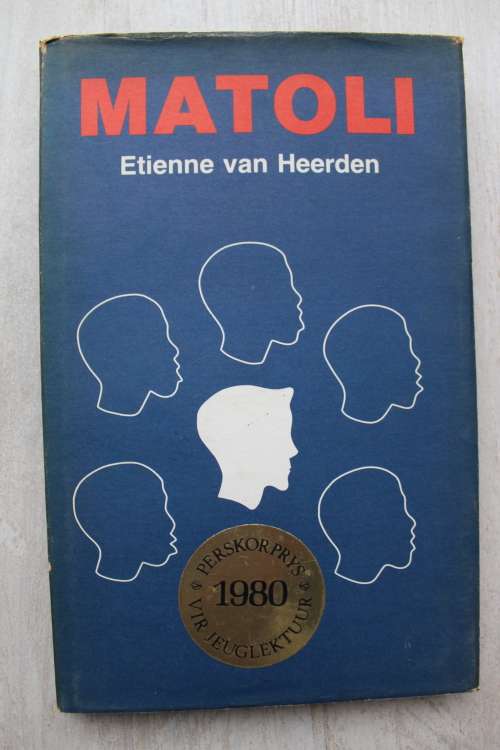 MATOLI
Etienne van Heerden
PERSKORPRYS
1980
VIR JEUGLEKTUUR